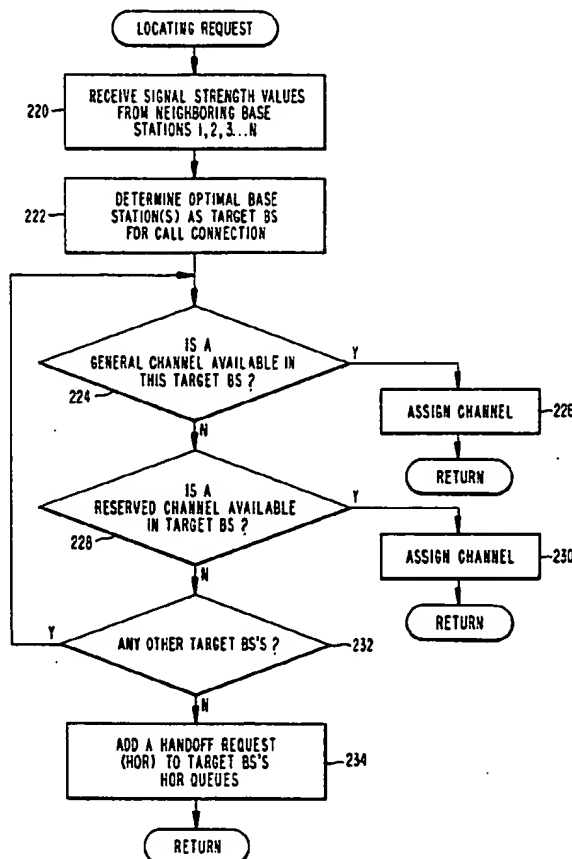 LOCATING REQUEST
220
RECEIVE SIGNAL STRENGTH VALUES
FROM NEIGHBORING BASE
STATIONS 1,2,3...N
222
DETERMINE OPTIMAL BASE
STATION(S) AS TARGET BS
FOR CALL CONNECTION
IS A
GENERAL CHANNEL AVAILABLE IN
THIS TARGET BS ?
224
Y
ASSIGN CHANNEL
226
RETURN
N
IS A
RESERVED CHANNEL AVAILABLE
IN TARGET BS ?
228
Y
ASSIGN CHANNEL
230
RETURN
N
Y
ANY OTHER TARGET BS'S ?
232
N
ADD A HANDOFF REQUEST
(HOR) TO TARGET BS'S
HOR QUEUES
234
RETURN